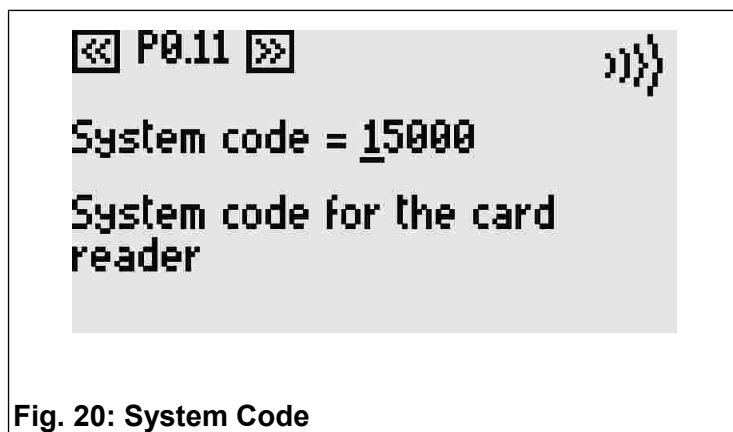 « P0.11 »
System code = 15000
System code for the card
reader
Fig. 20: System Code